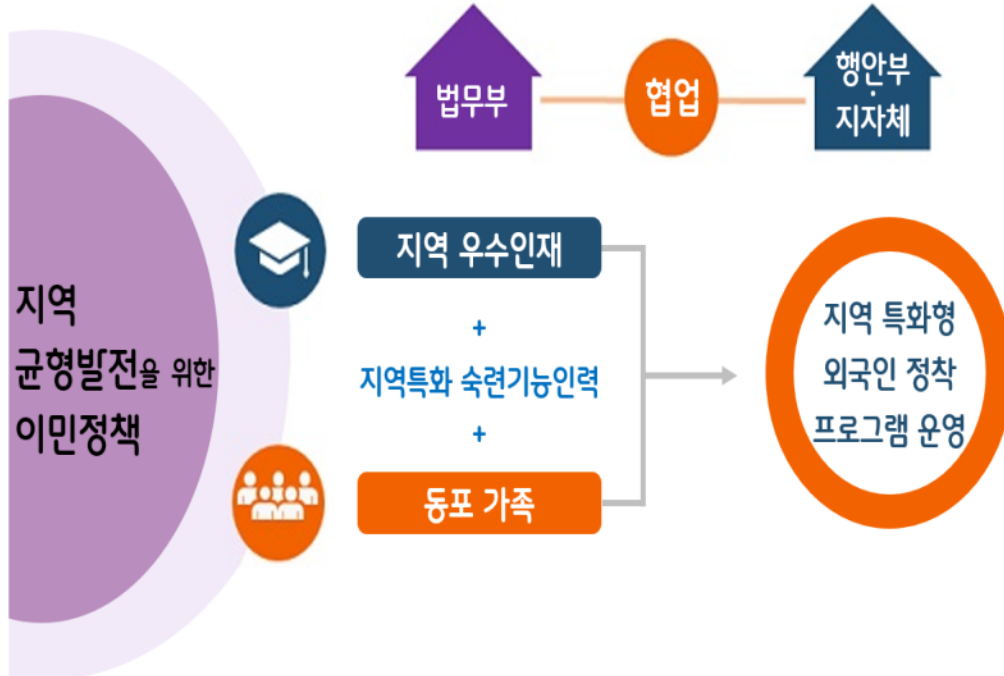 법무부
협업
행안부
·
지자체
지역
균형발전을 위한
이민정책
지역 우수인재
+
지역특화 숙련기능인력
+
동포 가족
지역 특화형
외국인 정착
프로그램 운영